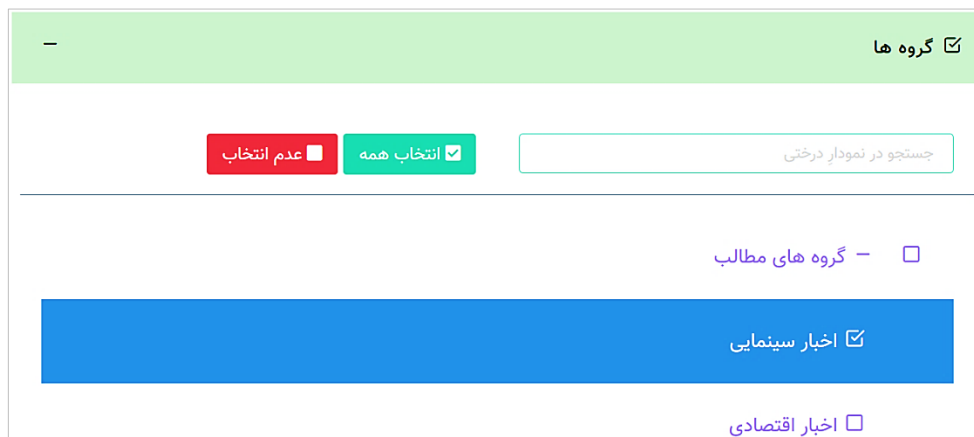 گروه ها
جستجو در نمودار درختی
انتخاب همه
عدم انتخاب
گروه های مطالب
اخبار سینمایی
اخبار اقتصادی